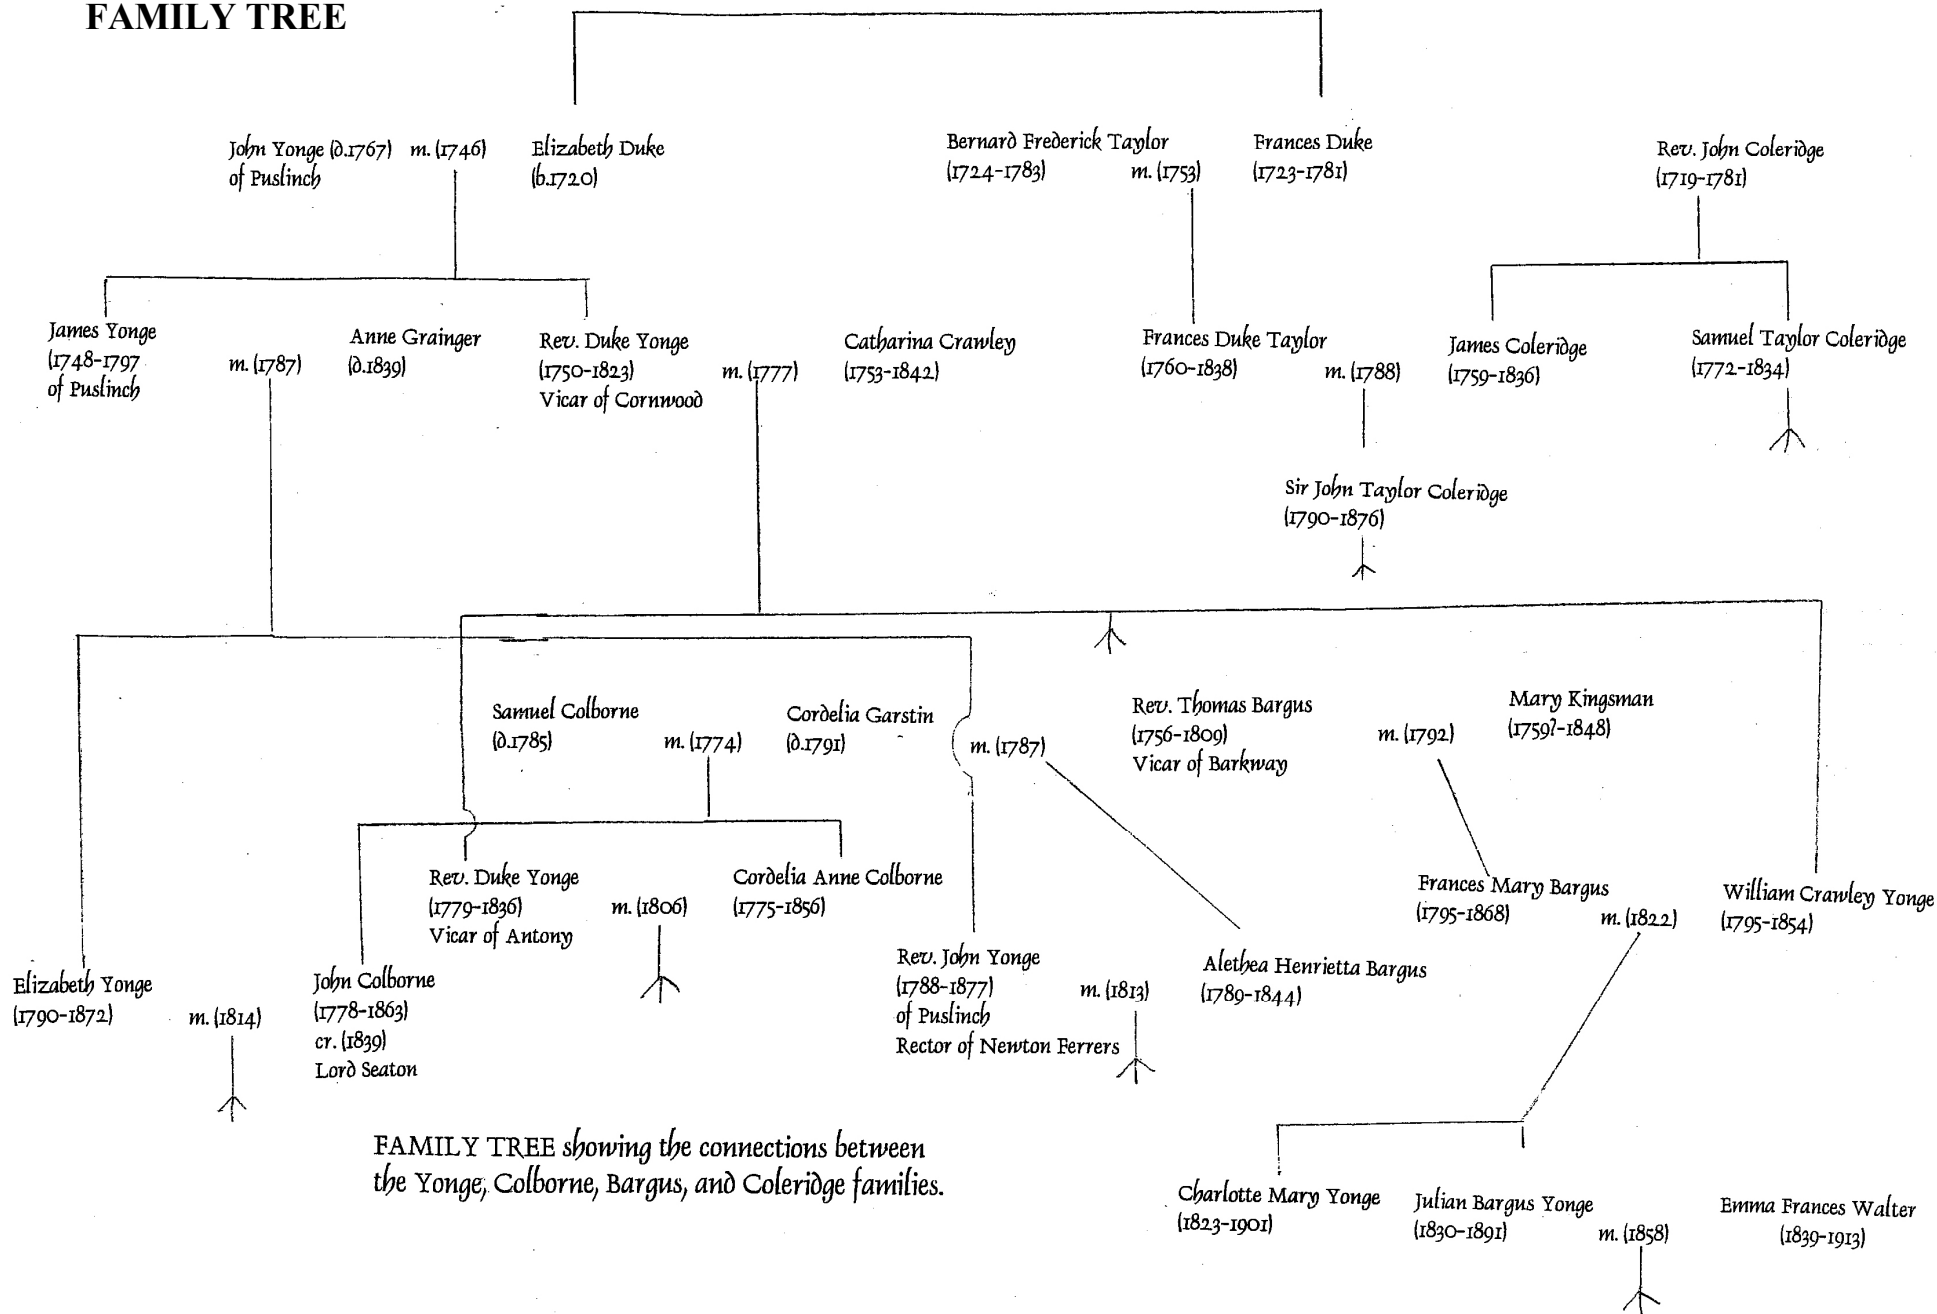 FAMILY TREE
John Yonge (d.1767) m. (1746)
of Puslinch
Elizabeth Duke
(b.1720)
Bernard Frederick Taylor
(1724-1783) m. (1753)
Frances Duke
(1723-1781)
Rev. John Coleridge
(1719-1781)
James Yonge
(1748-1797
of Puslinch
m. (1787)
Anne Grainger
(d.1839)
Rev. Duke Yonge
(1750-1823)
Vicar of Cornwood
m. (1777)
Catharina Crawley
(1753-1842)
Frances Duke Taylor
(1760-1838)
m. (1788)
James Coleridge
(1759-1836)
Samuel Taylor Coleridge
(1772-1834)
Sir John Taylor Coleridge
(1790-1876)
Samuel Colborne
(d.1785)
m. (1774)
Cordelia Garstin
(d.1791)
m. (1787)
Rev. Thomas Bargus
(1756-1809)
Vicar of Barkway
m. (1792)
Mary Kingsman
(1759?-1848)
Rev. Duke Yonge
(1779-1836)
Vicar of Antony
m. (1806)
Cordelia Anne Colborne
(1775-1856)
Frances Mary Bargus
(1795-1868)
m. (1822)
William Crawley Yonge
(1795-1854)
Elizabeth Yonge
(1790-1872)
m. (1814)
John Colborne
(1778-1863)
cr. (1839)
Lord Seaton
Rev. John Yonge
(1788-1877)
of Puslinch
Rector of Newton Ferrers
m. (1813)
Alethea Henrietta Bargus
(1789-1844)
FAMILY TREE showing the connections between
the Yonge, Colborne, Bargus, and Coleridge families.
Charlotte Mary Yonge
(1823-1901)
Julian Bargus Yonge
(1830-1891)
m. (1858)
Emma Frances Walter
(1839-1913)